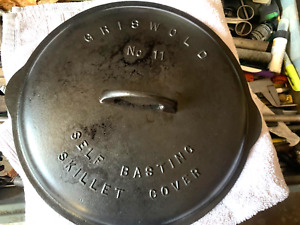 GRISWOLD
No 11
SELF BASTING
SKILLET COVER